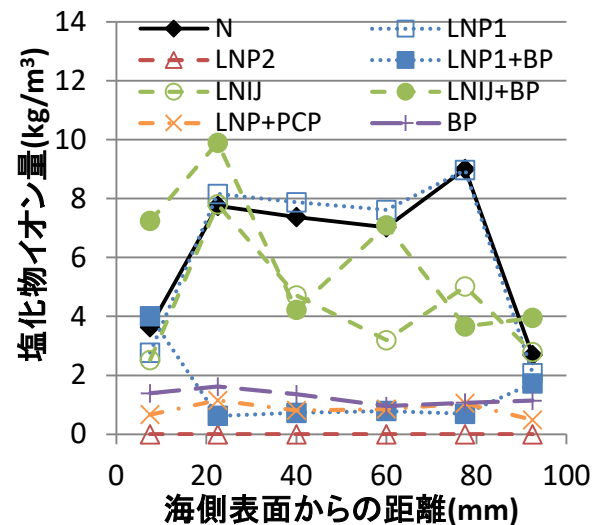 塩化物イオン量(kg/m³)
14
12
10
8
6
4
2
0
N
LNP1
LNP2
LNP1+BP
LNIJ
LNIJ+BP
LNP+PCP
BP
0 20 40 60 80 100
海側表面からの距離(mm)